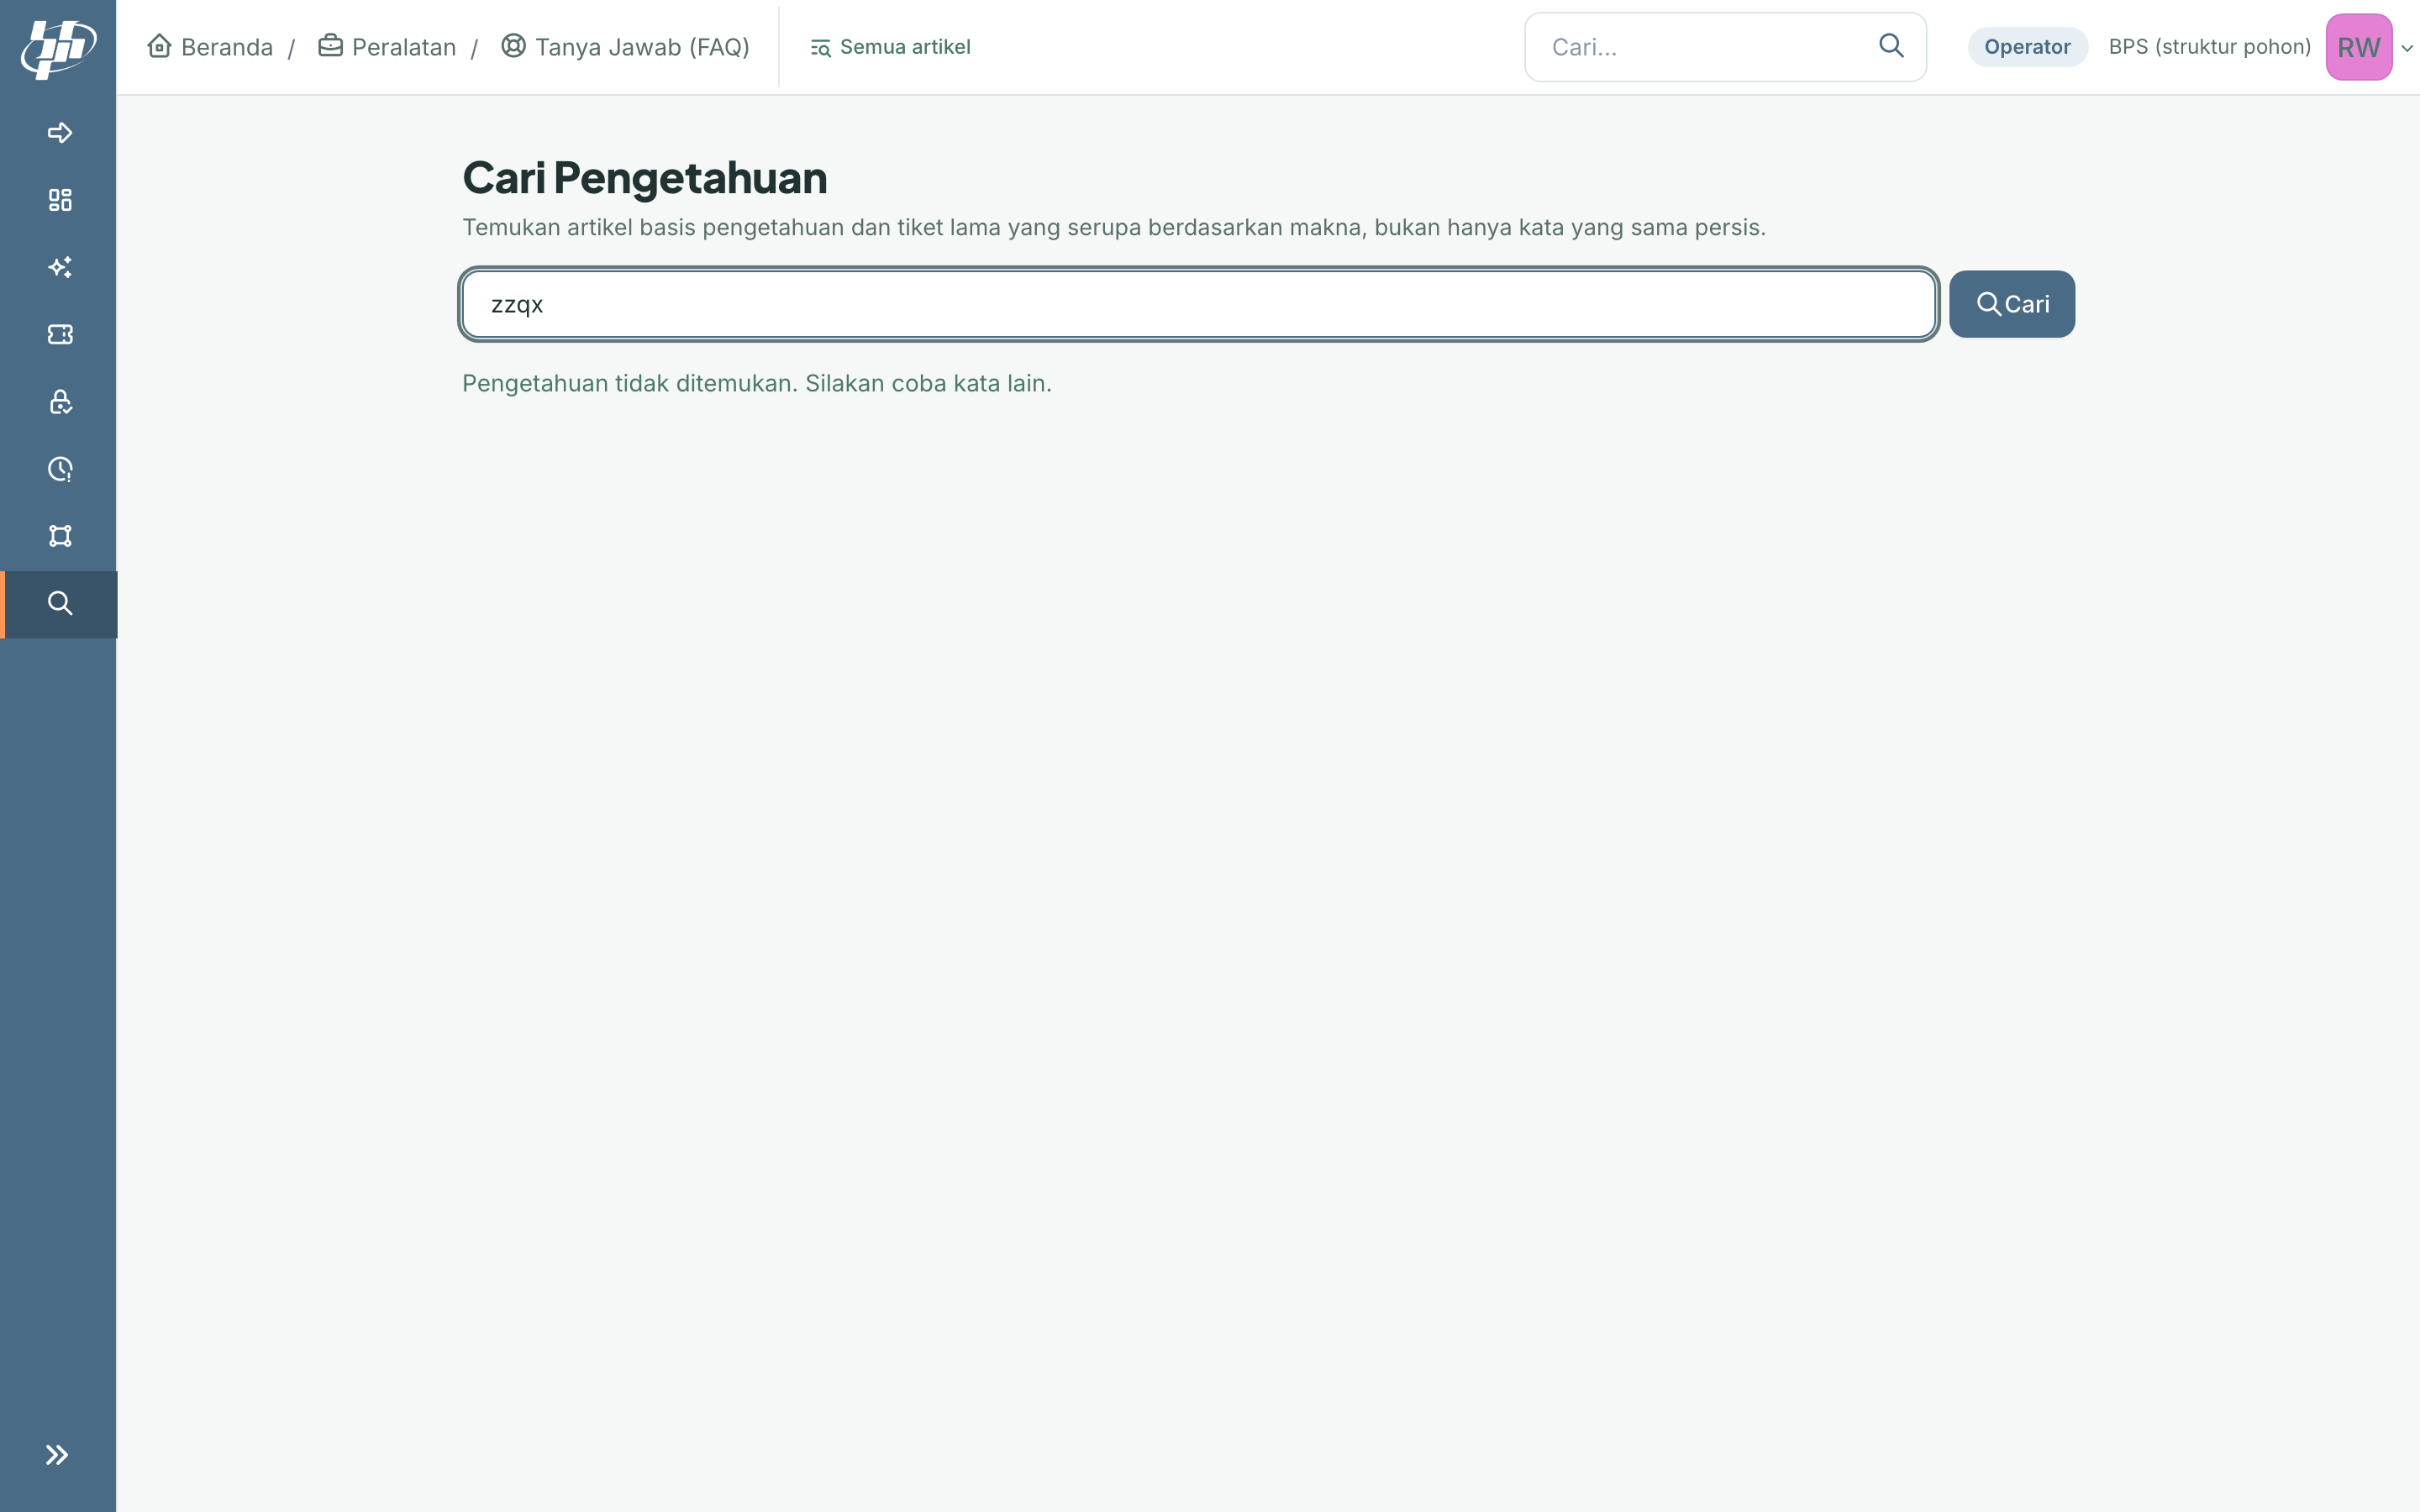 Beranda / Peralatan / Tanya Jawab (FAQ) Semua artikel Cari... Operator BPS (struktur pohon) RW
Cari Pengetahuan
Temukan artikel basis pengetahuan dan tiket lama yang serupa berdasarkan makna, bukan hanya kata yang sama persis.
zzqx Cari
Pengetahuan tidak ditemukan. Silakan coba kata lain.